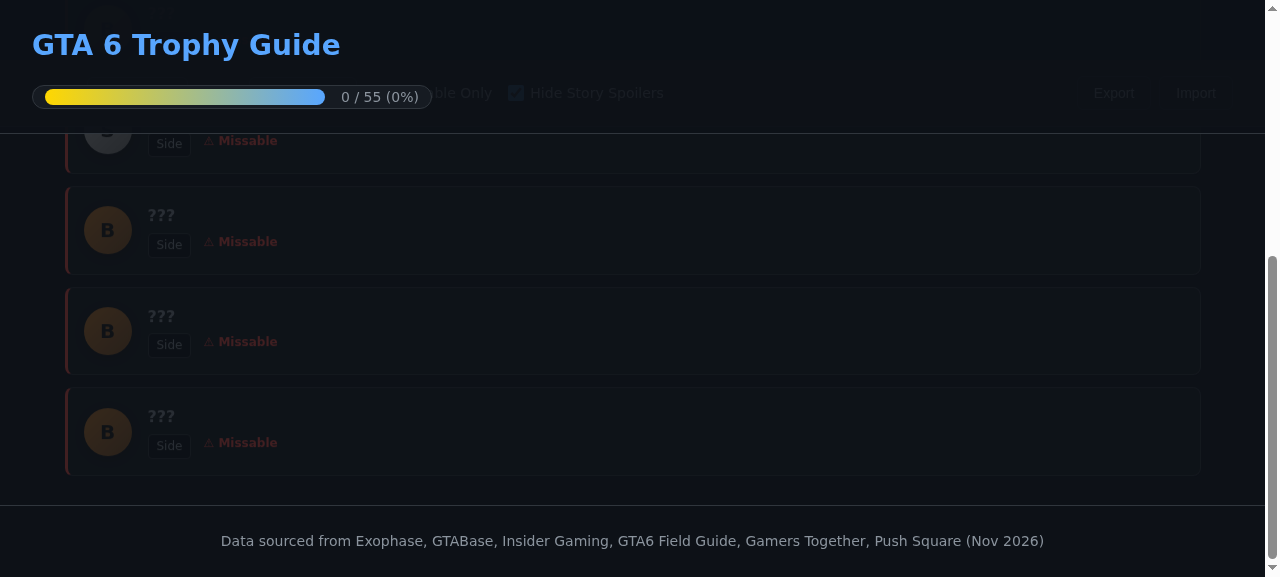 GTA 6 Trophy Guide
0 / 55 (0%)
ble Only
Hide Story Spoilers
Export
Import
Side
⚠ Missable
B
???
Side
⚠ Missable
B
???
Side
⚠ Missable
B
???
Side
⚠ Missable
Data sourced from Exophase, GTABase, Insider Gaming, GTA6 Field Guide, Gamers Together, Push Square (Nov 2026)